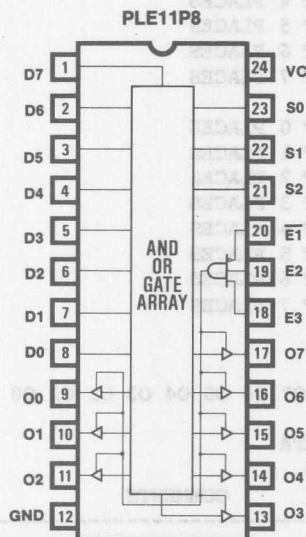 PLE11P8
D7 1 24 VC
D6 2 23 S0
D5 3 22 S1
D4 4 21 S2
D3 5 20 E1
D2 6 19 E2
D1 7 18 E3
AND
OR
GATE
ARRAY
D0 8 17 O7
O0 9 16 O6
O1 10 15 O5
O2 11 14 O4
GND 12 13 O3